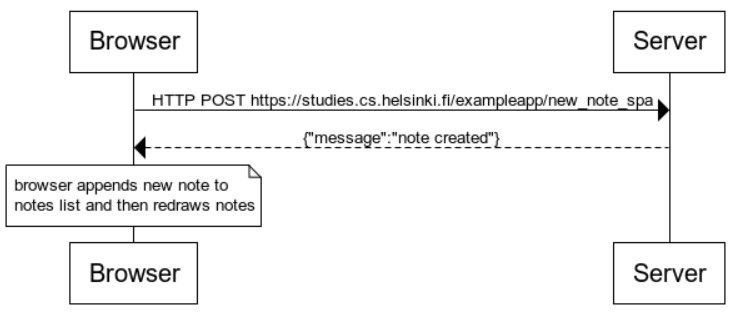 Browser
Server
HTTP POST https://studies.cs.helsinki.fi/exampleapp/new_note_spa
{"message":"note created"}
browser appends new note to
notes list and then redraws notes
Browser
Server